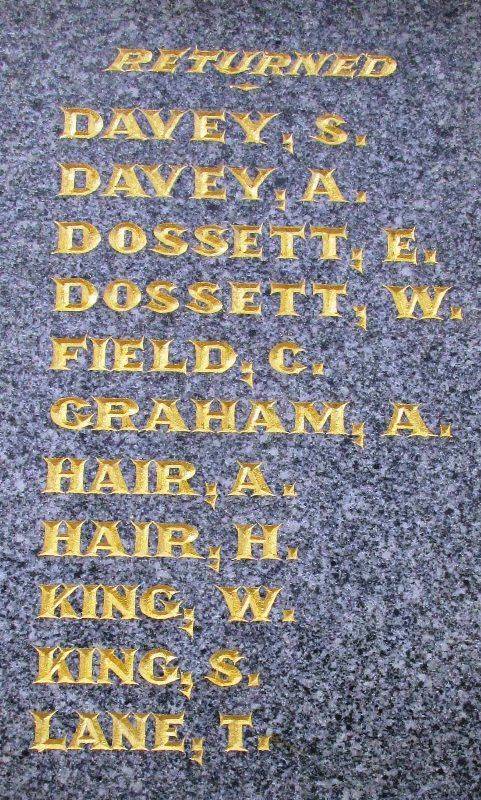 RETURNED
DAVEY, S.
DAVEY, A.
DOSSETT, E.
DOSSETT, W.
FIELD, C.
GRAHAM, A.
HAIR, A.
HAIR, H.
KING, W.
KING, S.
LANE, T.